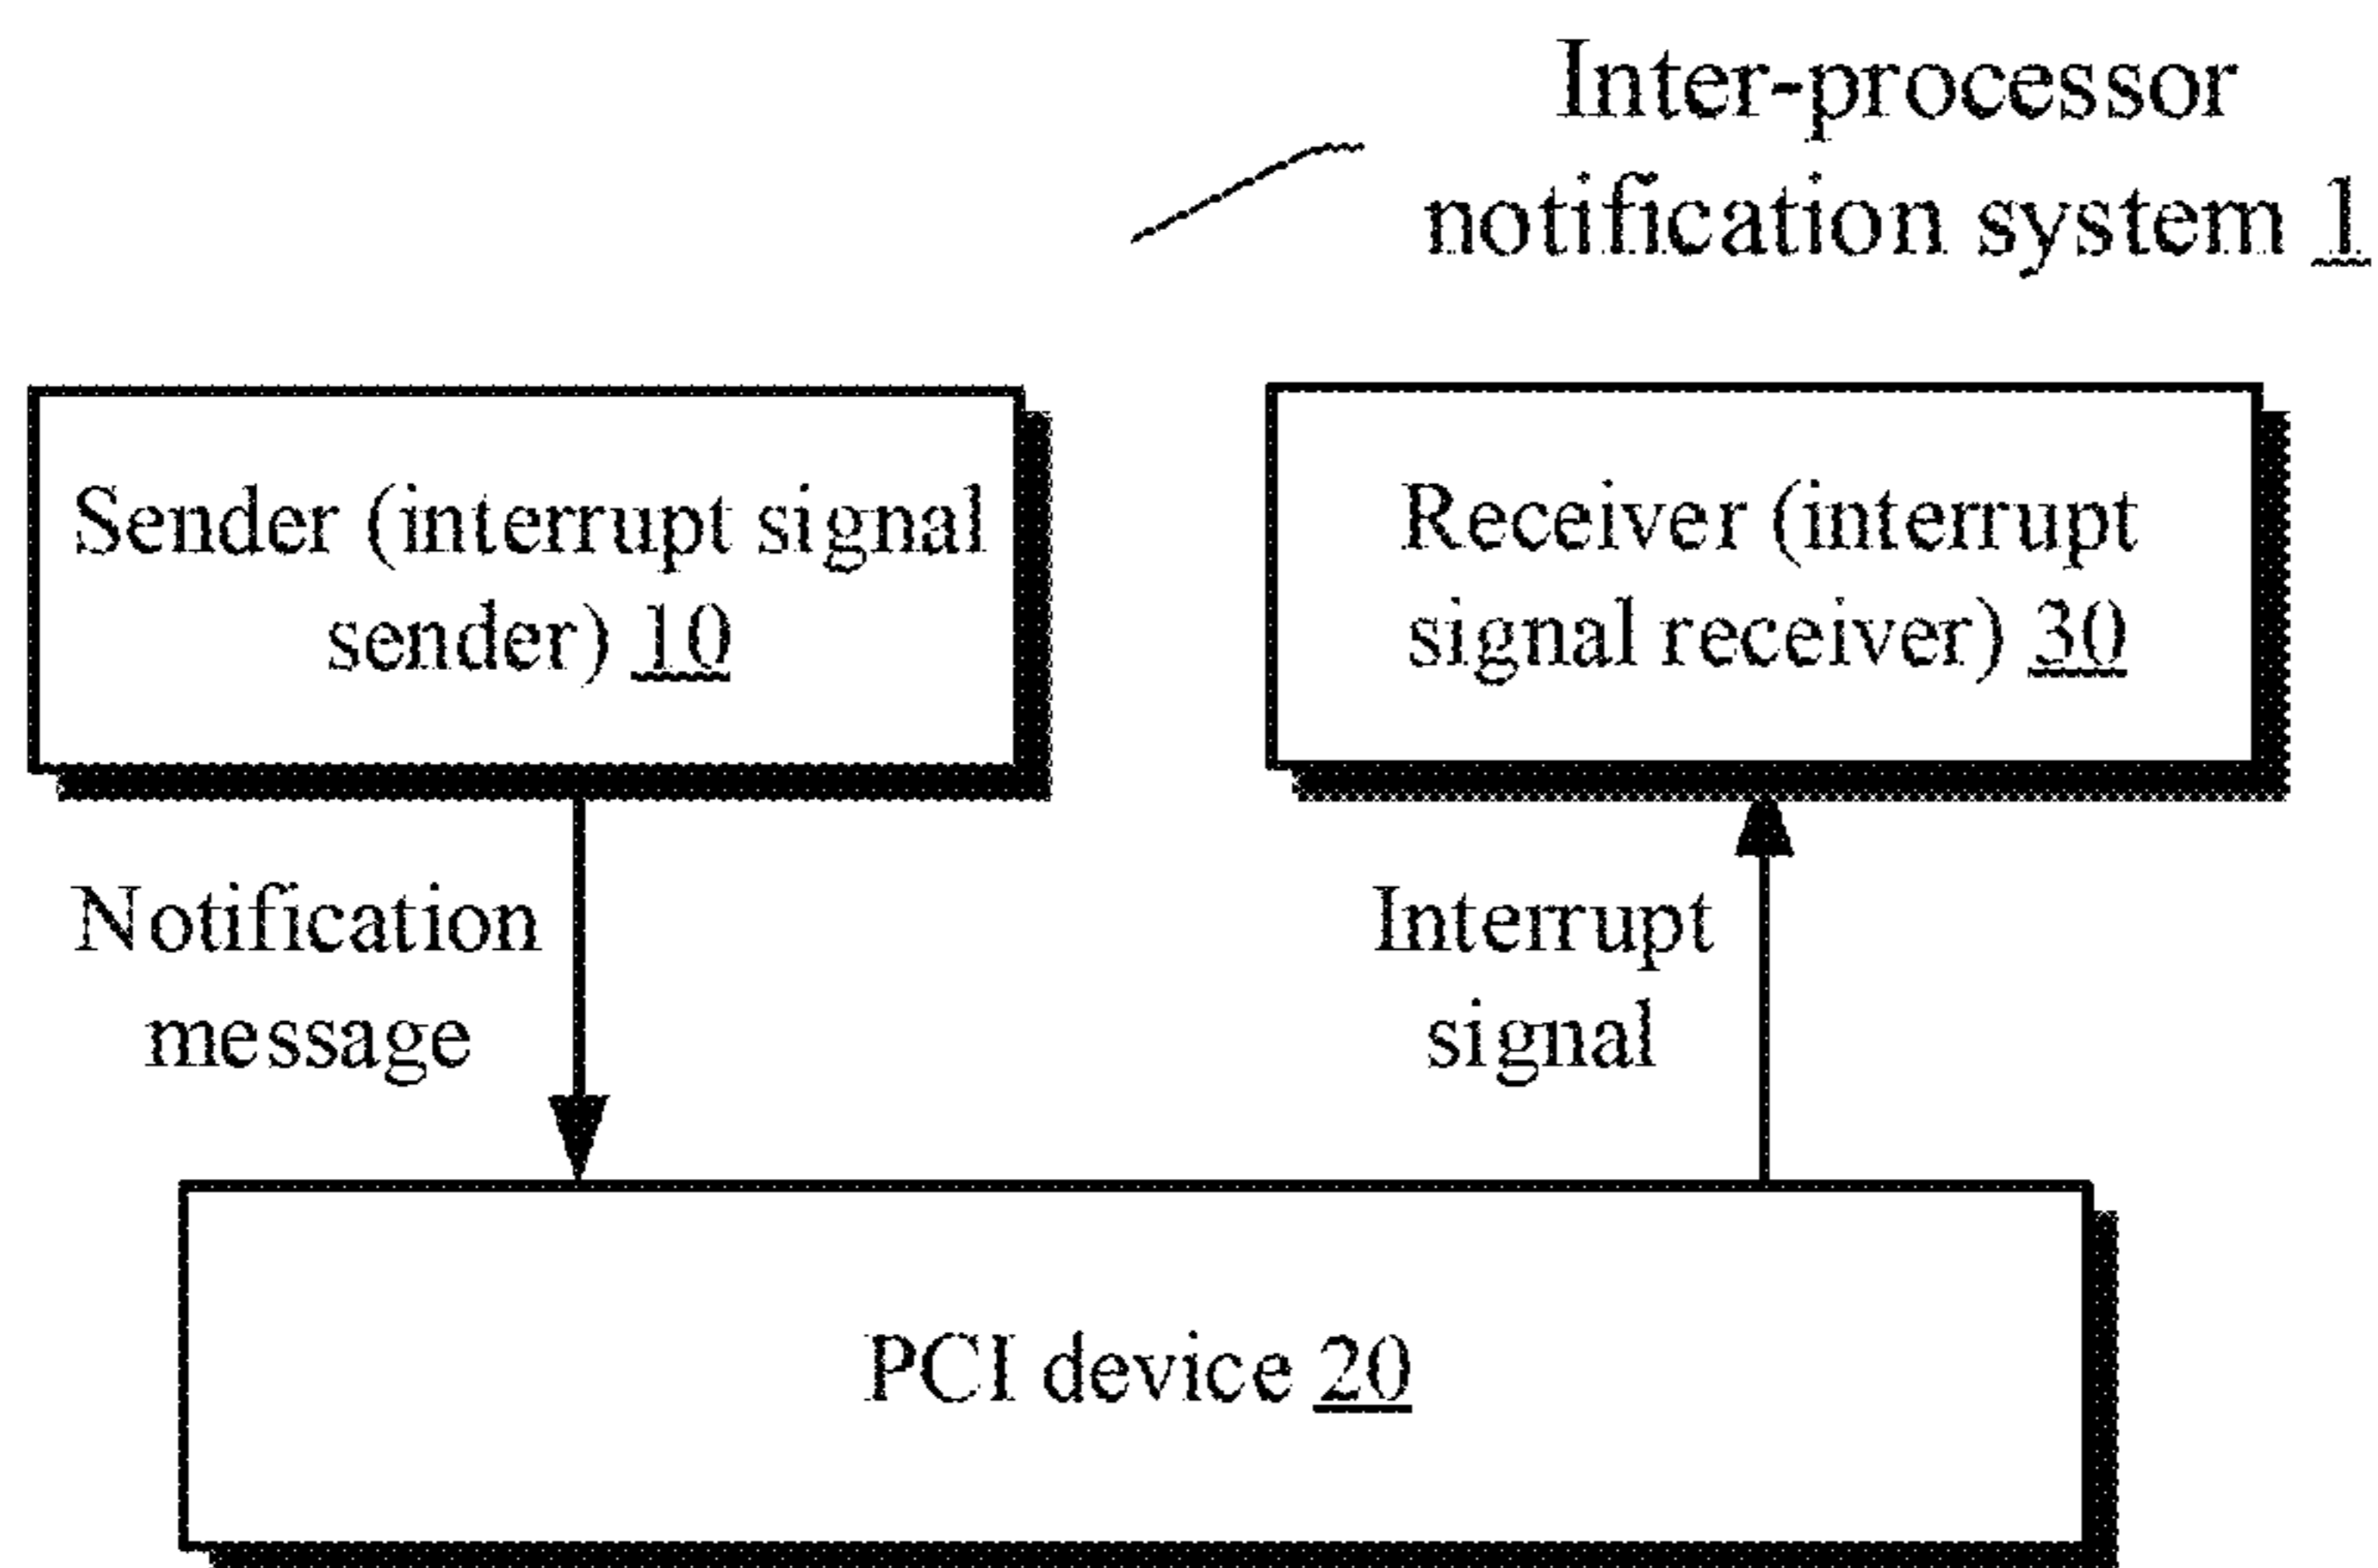 Inter-processor
notification system 1
Sender (interrupt signal
sender) 10
Receiver (interrupt
signal receiver) 30
Notification
message
Interrupt
signal
PCI device 20